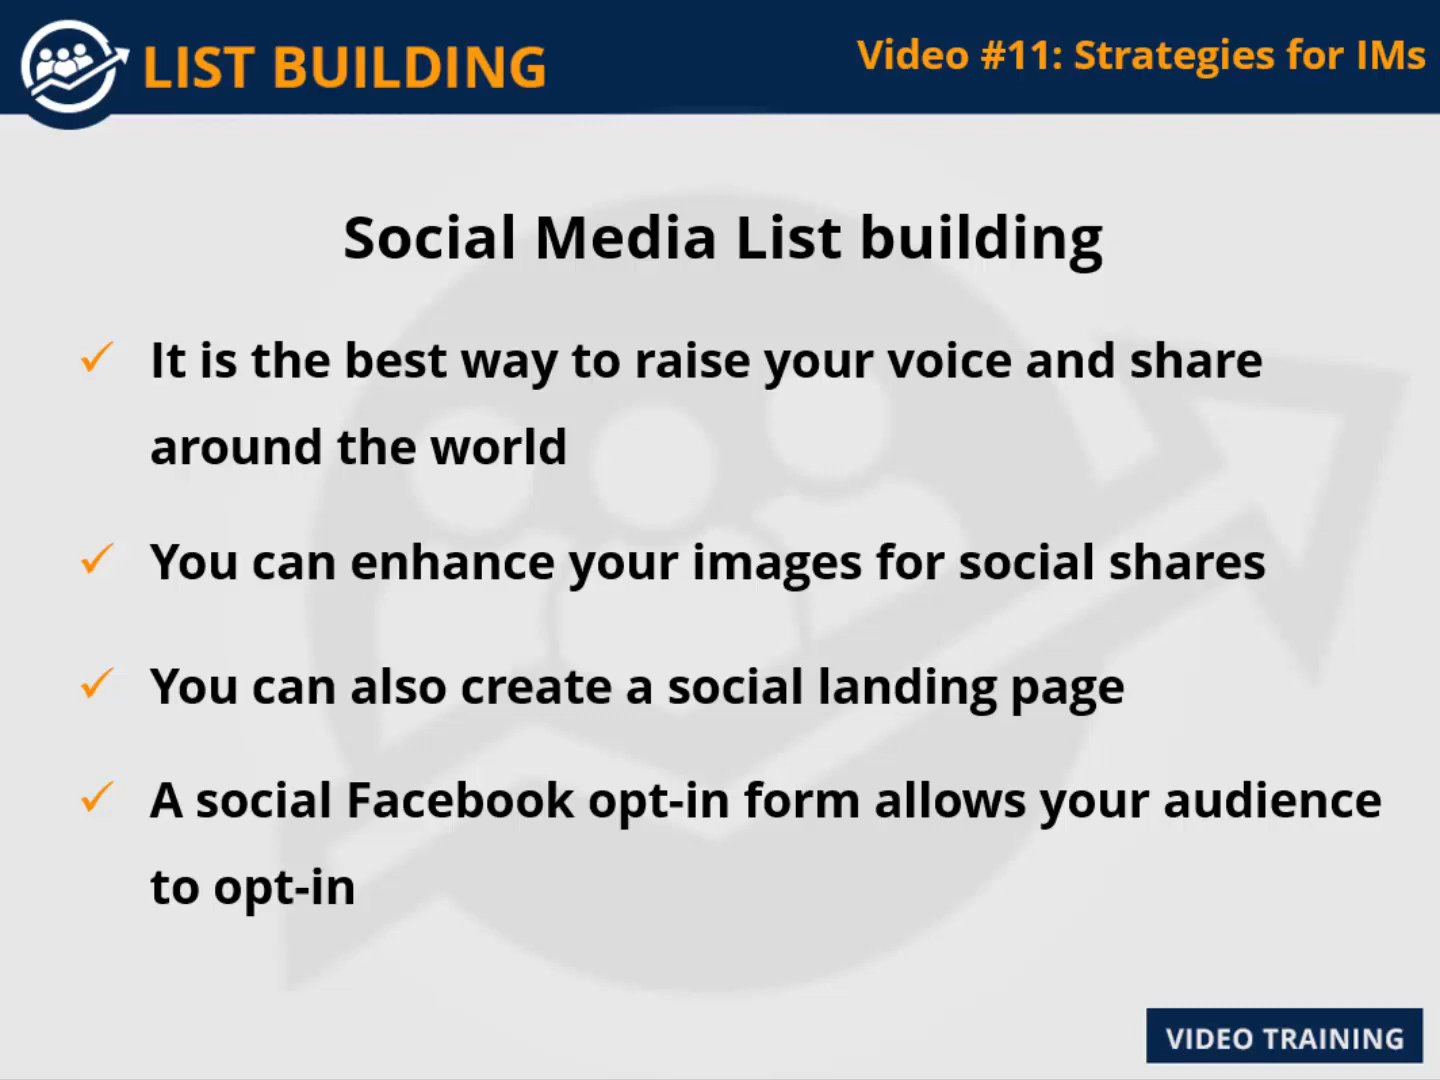 LIST BUILDING
Video #11: Strategies for IMs
Social Media List building
It is the best way to raise your voice and share
around the world
You can enhance your images for social shares
You can also create a social landing page
A social Facebook opt-in form allows your audience
to opt-in
VIDEO TRAINING